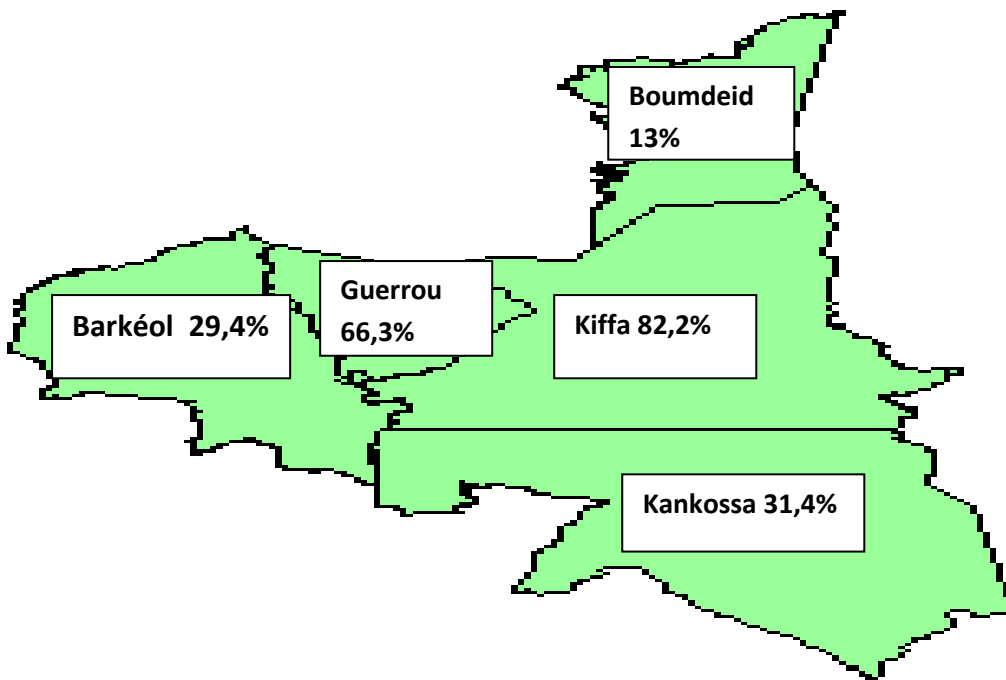 Boumdeid
13%
Guerrou
66,3%
Barkéol 29,4%
Kiffa 82,2%
Kankossa 31,4%